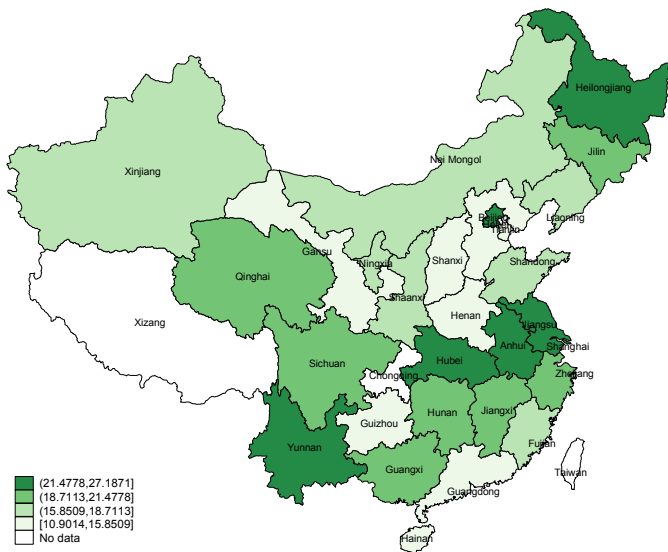 Heilongjiang
Jilin
Xinjiang
Nei Mongol
Liaoning
Beijing
Tianjin
Gansu
Ningxia
Shanxi
Shandong
Qinghai
Shaanxi
Henan
Xizang
Jiangsu
Anhui
Shanghai
Hubei
Sichuan
Chongqing
Zhejiang
Hunan
Jiangxi
Guizhou
Yunnan
Fujian
Guangxi
Taiwan
Guangdong
Hainan
(21.4778,27.1871]
(18.7113,21.4778]
(15.8509,18.7113]
[10.9014,15.8509]
No data